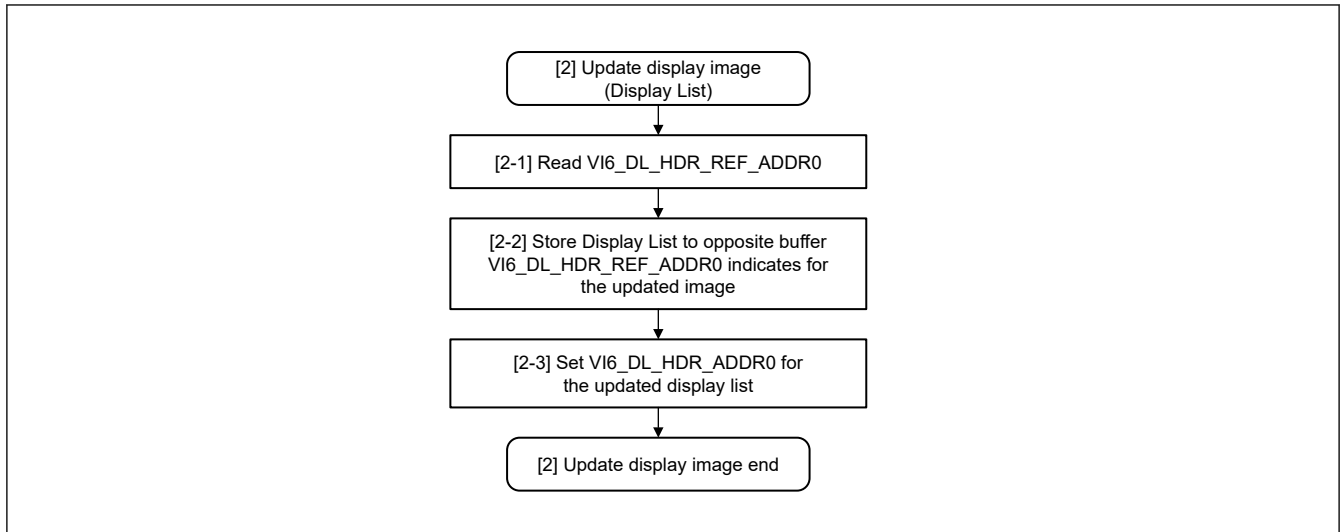 [2] Update display image
(Display List)
[2-1] Read VI6_DL_HDR_REF_ADDR0
[2-2] Store Display List to opposite buffer
VI6_DL_HDR_REF_ADDR0 indicates for
the updated image
[2-3] Set VI6_DL_HDR_ADDR0 for
the updated display list
[2] Update display image end